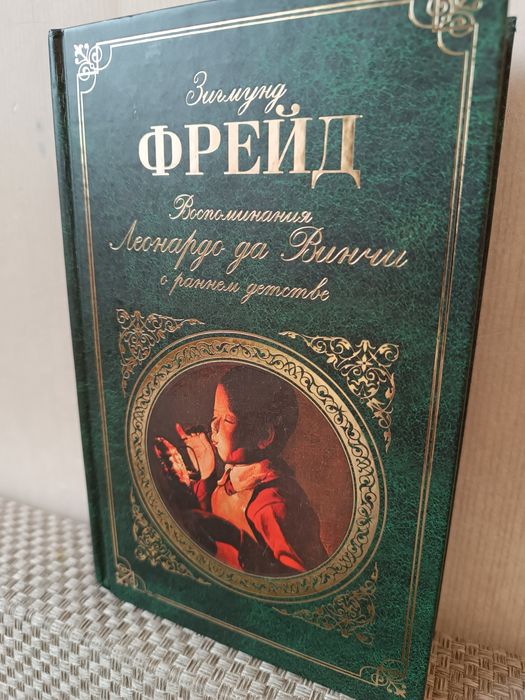 Зигмунд
ФРЕЙД
Воспоминания
Леонардо да Винчи
о раннем детстве